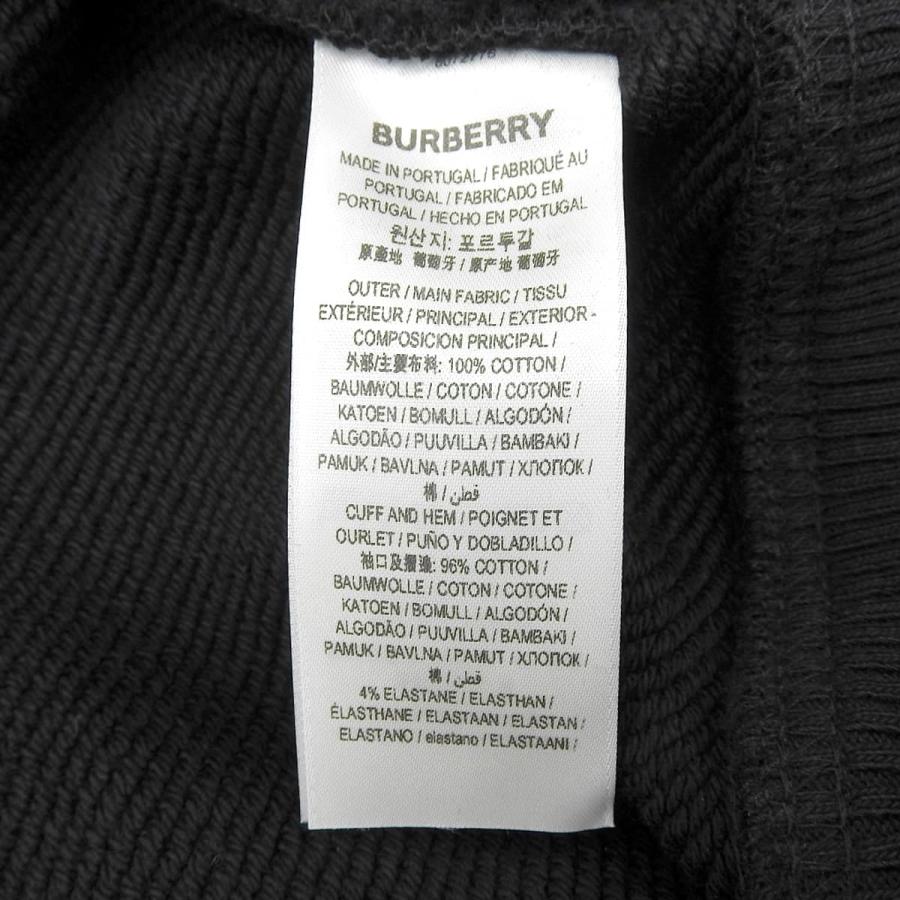 BURBERRY
MADE IN PORTUGAL / FABRIQUÉ AU
PORTUGAL / FABRICADO EM
PORTUGAL / HECHO EN PORTUGAL
원산지: 포르투갈
原產地 葡萄牙 / 原产地 葡萄牙
OUTER / MAIN FABRIC / TISSU
EXTÉRIEUR / PRINCIPAL / EXTERIOR -
COMPOSICION PRINCIPAL /
外部/主要布料: 100% COTTON /
BAUMWOLLE / COTON / COTONE /
KATOEN / BOMULL / ALGODÓN /
ALGODÃO / PUUVILLA / BAMBAKI /
PAMUK / BAVLNA / PAMUT / ХЛОПОК /
棉 / قطن
CUFF AND HEM / POIGNET ET
OURLET / PUÑO Y DOBLADILLO /
袖口及摺邊: 96% COTTON /
BAUMWOLLE / COTON / COTONE /
KATOEN / BOMULL / ALGODÓN /
ALGODÃO / PUUVILLA / BAMBAKI /
PAMUK / BAVLNA / PAMUT / ХЛОПОК /
棉 / قطن
4% ELASTANE / ELASTHAN /
ÉLASTHANE / ELASTAAN / ELASTAN /
ELASTANO / elastano / ELASTAANI /